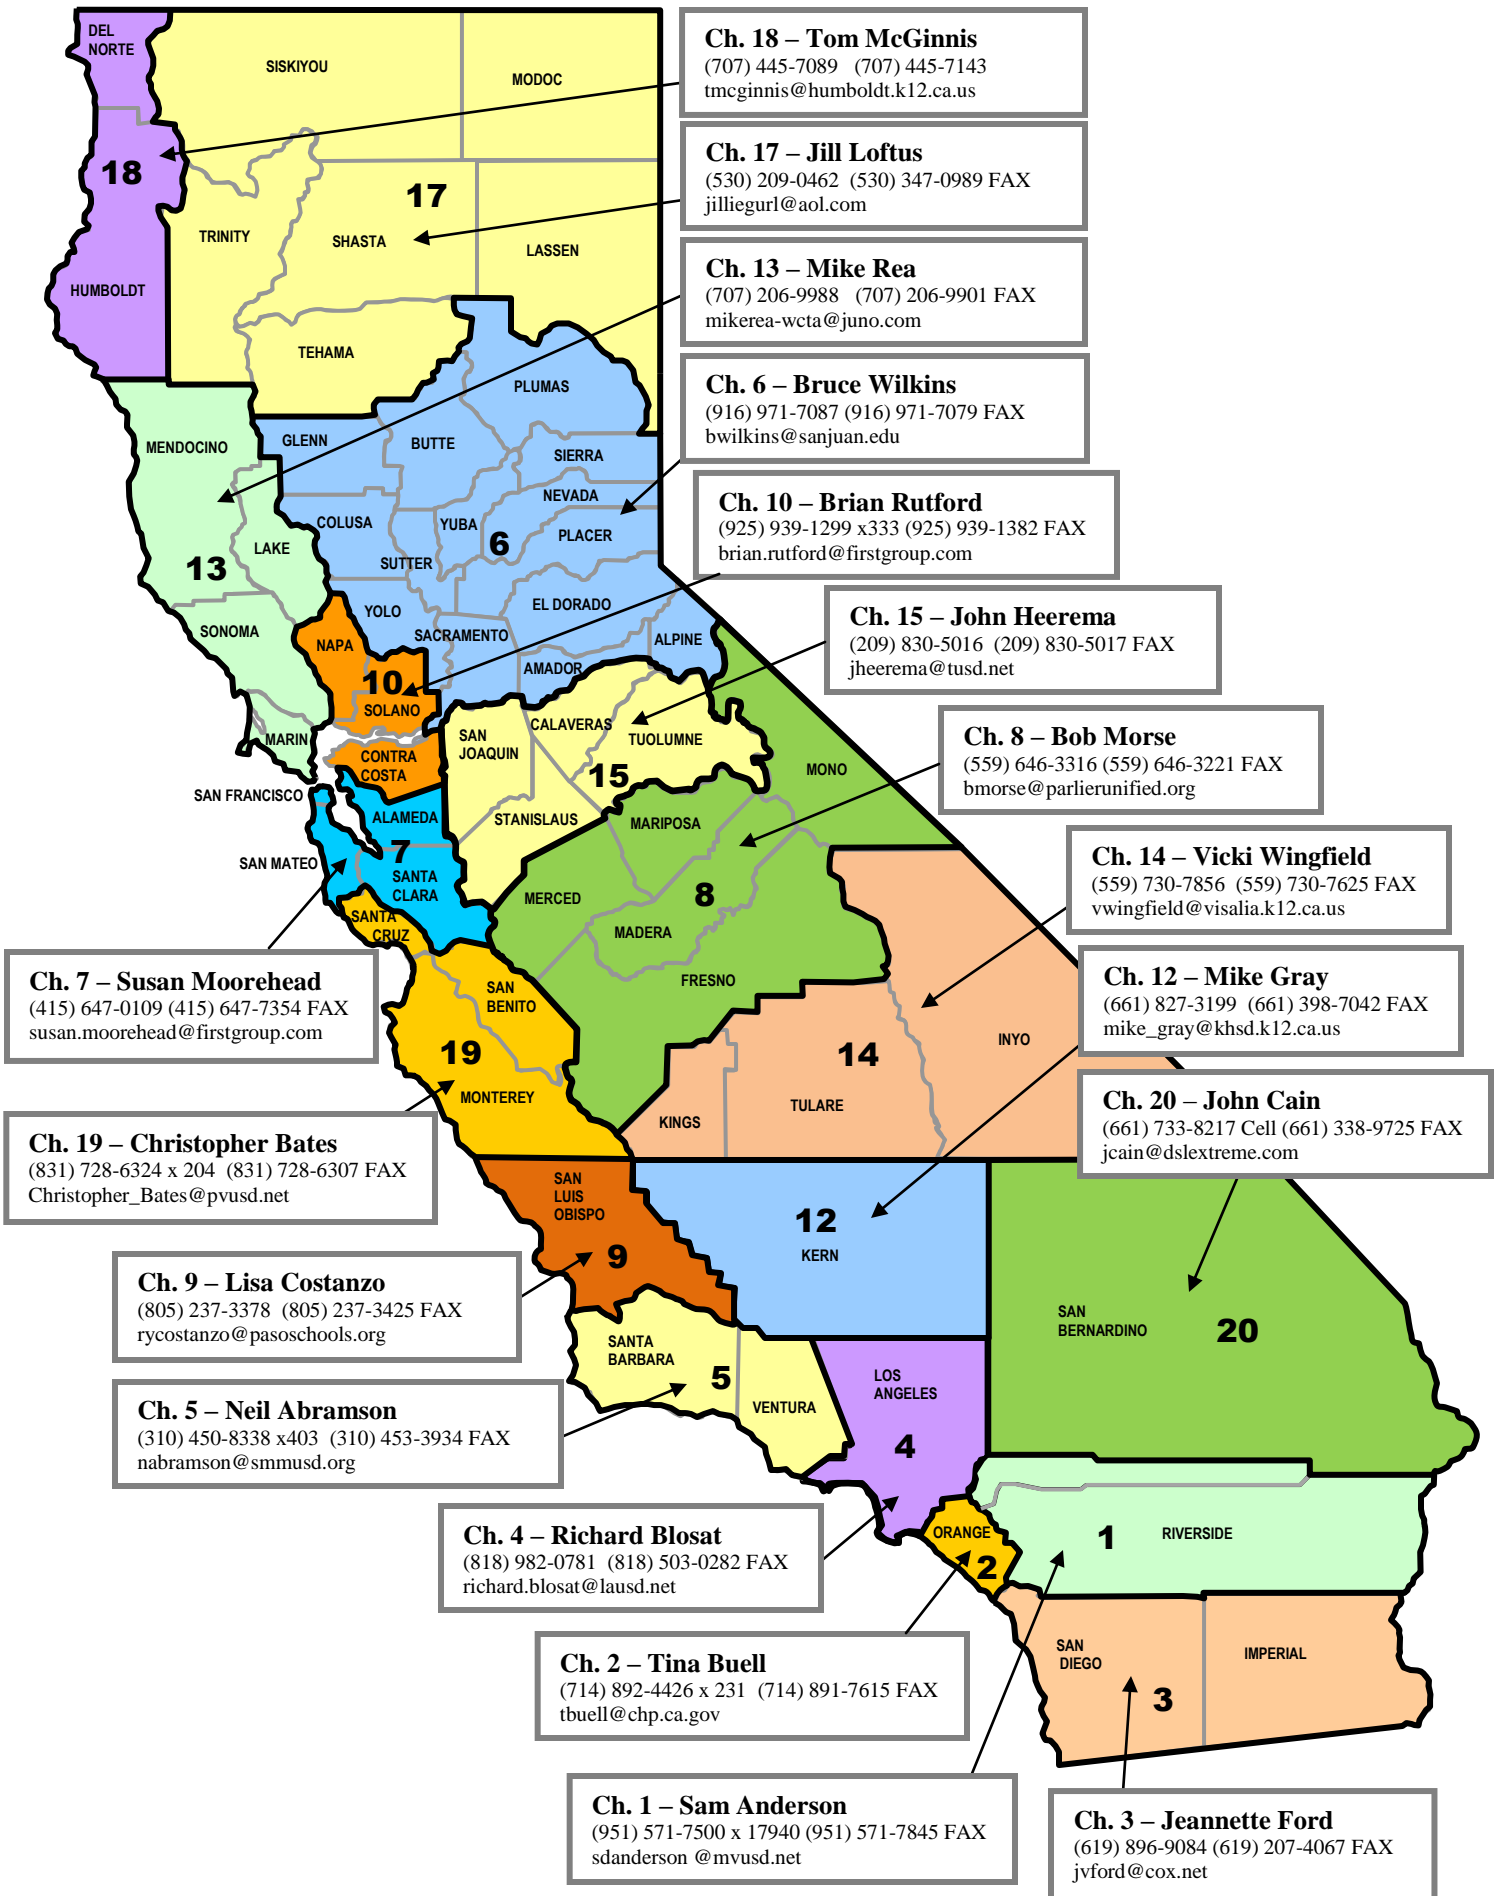 DEL
NORTE
SISKIYOU
MODOC
18
17
TRINITY
SHASTA
LASSEN
HUMBOLDT
TEHAMA
PLUMAS
MENDOCINO
GLENN
BUTTE
SIERRA
NEVADA
COLUSA
YUBA
PLACER
6
LAKE
SUTTER
13
EL DORADO
YOLO
SONOMA
SACRAMENTO
NAPA
ALPINE
AMADOR
10
SOLANO
CALAVERAS
SAN
JOAQUIN
TUOLUMNE
MARIN
CONTRA
COSTA
15
MONO
SAN FRANCISCO
ALAMEDA
STANISLAUS
MARIPOSA
7
SAN MATEO
SANTA
CLARA
MERCED
8
SANTA
CRUZ
MADERA
FRESNO
SAN
BENITO
19
14
INYO
MONTEREY
TULARE
KINGS
SAN
LUIS
OBISPO
12
KERN
9
SAN
BERNARDINO
20
SANTA
BARBARA
5
VENTURA
LOS
ANGELES
4
ORANGE
2
1
RIVERSIDE
SAN
DIEGO
IMPERIAL
3
Ch. 18 – Tom McGinnis
(707) 445-7089 (707) 445-7143
tmcginnis@humboldt.k12.ca.us
Ch. 17 – Jill Loftus
(530) 209-0462 (530) 347-0989 FAX
jilliegurl@aol.com
Ch. 13 – Mike Rea
(707) 206-9988 (707) 206-9901 FAX
mikerea-wcta@juno.com
Ch. 6 – Bruce Wilkins
(916) 971-7087 (916) 971-7079 FAX
bwilkins@sanjuan.edu
Ch. 10 – Brian Rutford
(925) 939-1299 x333 (925) 939-1382 FAX
brian.rutford@firstgroup.com
Ch. 15 – John Heerema
(209) 830-5016 (209) 830-5017 FAX
jheerema@tusd.net
Ch. 8 – Bob Morse
(559) 646-3316 (559) 646-3221 FAX
bmorse@parlierunified.org
Ch. 14 – Vicki Wingfield
(559) 730-7856 (559) 730-7625 FAX
vwingfield@visalia.k12.ca.us
Ch. 12 – Mike Gray
(661) 827-3199 (661) 398-7042 FAX
mike_gray@khsd.k12.ca.us
Ch. 20 – John Cain
(661) 733-8217 Cell (661) 338-9725 FAX
jcain@dslextreme.com
Ch. 7 – Susan Moorehead
(415) 647-0109 (415) 647-7354 FAX
susan.moorehead@firstgroup.com
Ch. 19 – Christopher Bates
(831) 728-6324 x 204 (831) 728-6307 FAX
Christopher_Bates@pvusd.net
Ch. 9 – Lisa Costanzo
(805) 237-3378 (805) 237-3425 FAX
rycostanzo@pasoschools.org
Ch. 5 – Neil Abramson
(310) 450-8338 x403 (310) 453-3934 FAX
nabramson@smmusd.org
Ch. 4 – Richard Blosat
(818) 982-0781 (818) 503-0282 FAX
richard.blosat@lausd.net
Ch. 2 – Tina Buell
(714) 892-4426 x 231 (714) 891-7615 FAX
tbuell@chp.ca.gov
Ch. 1 – Sam Anderson
(951) 571-7500 x 17940 (951) 571-7845 FAX
sdanderson @mvusd.net
Ch. 3 – Jeannette Ford
(619) 896-9084 (619) 207-4067 FAX
jvford@cox.net